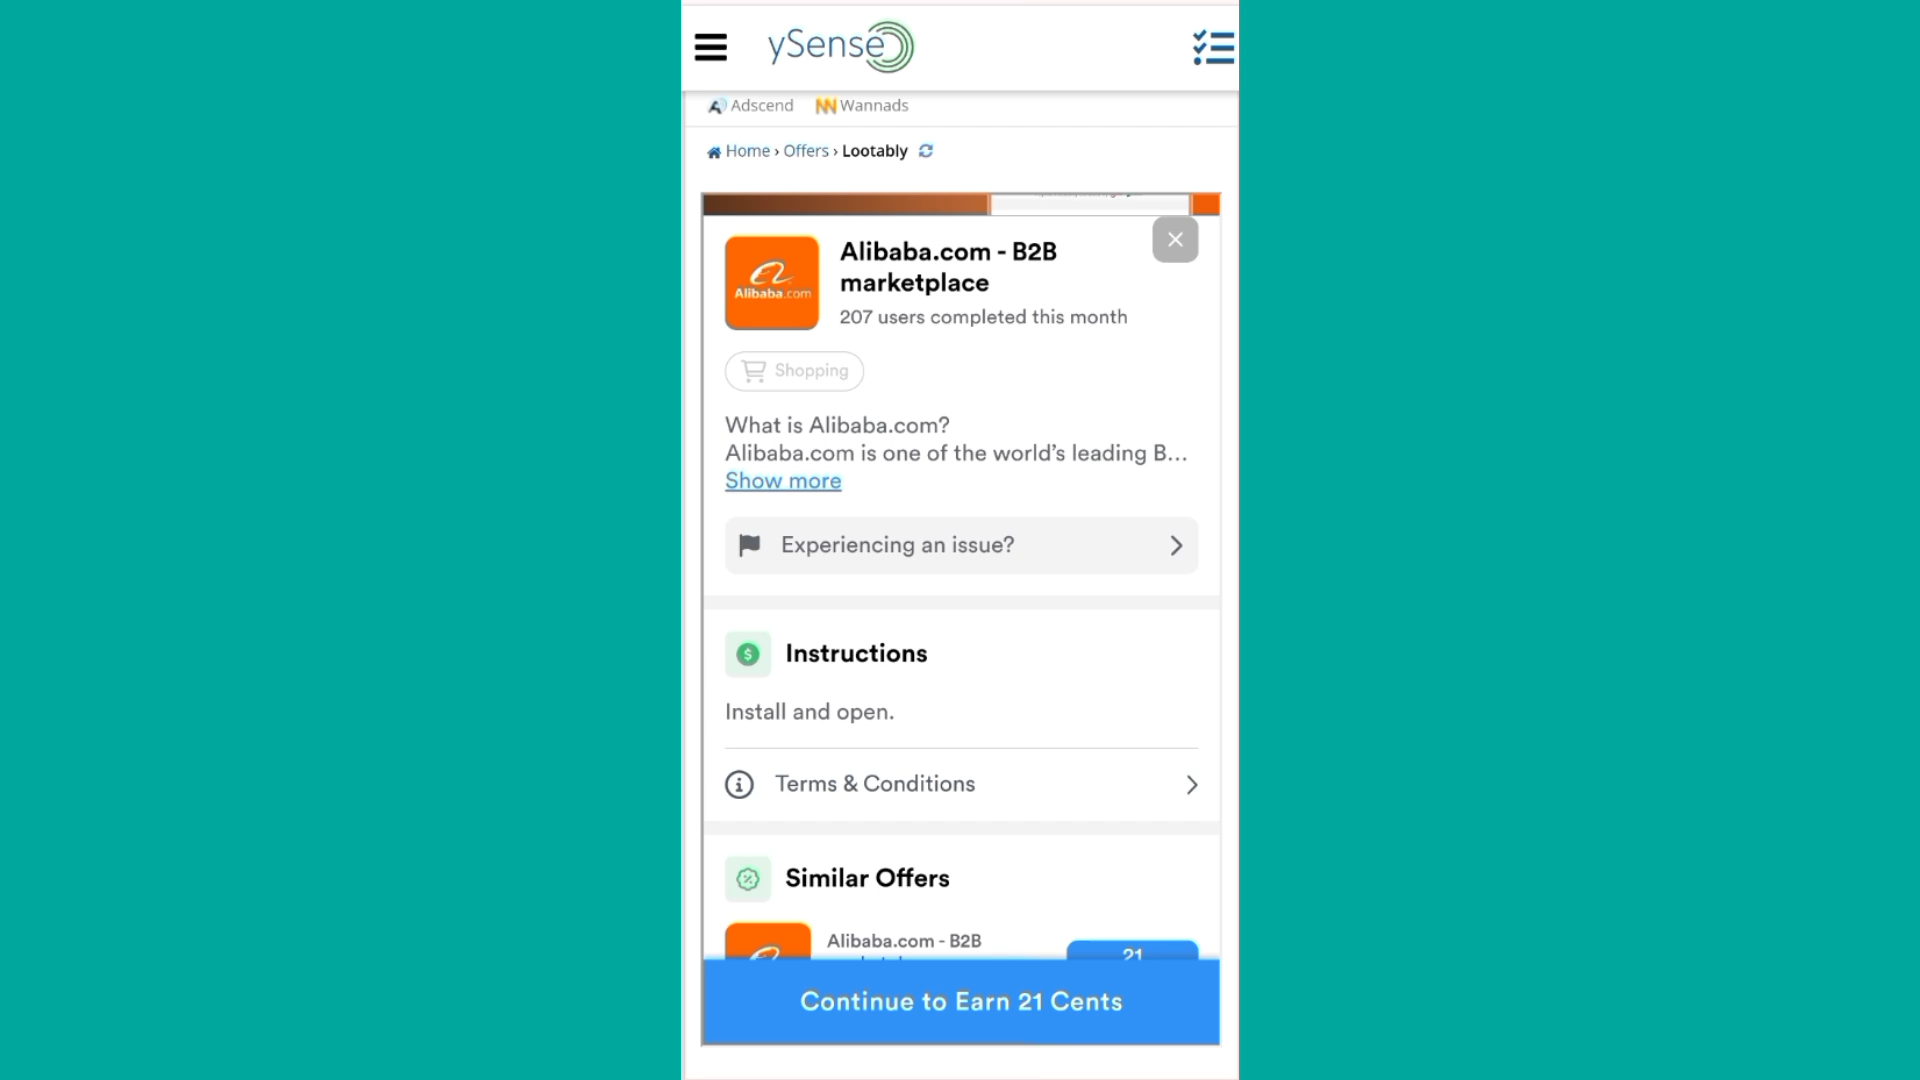 ySense
Adscend Wannads
Home › Offers › Lootably
Alibaba.com - B2B
marketplace
Alibaba.com
207 users completed this month
Shopping
What is Alibaba.com?
Alibaba.com is one of the world’s leading B...
Show more
Experiencing an issue?
Instructions
Install and open.
Terms & Conditions
Similar Offers
Alibaba.com - B2B
21
Continue to Earn 21 Cents